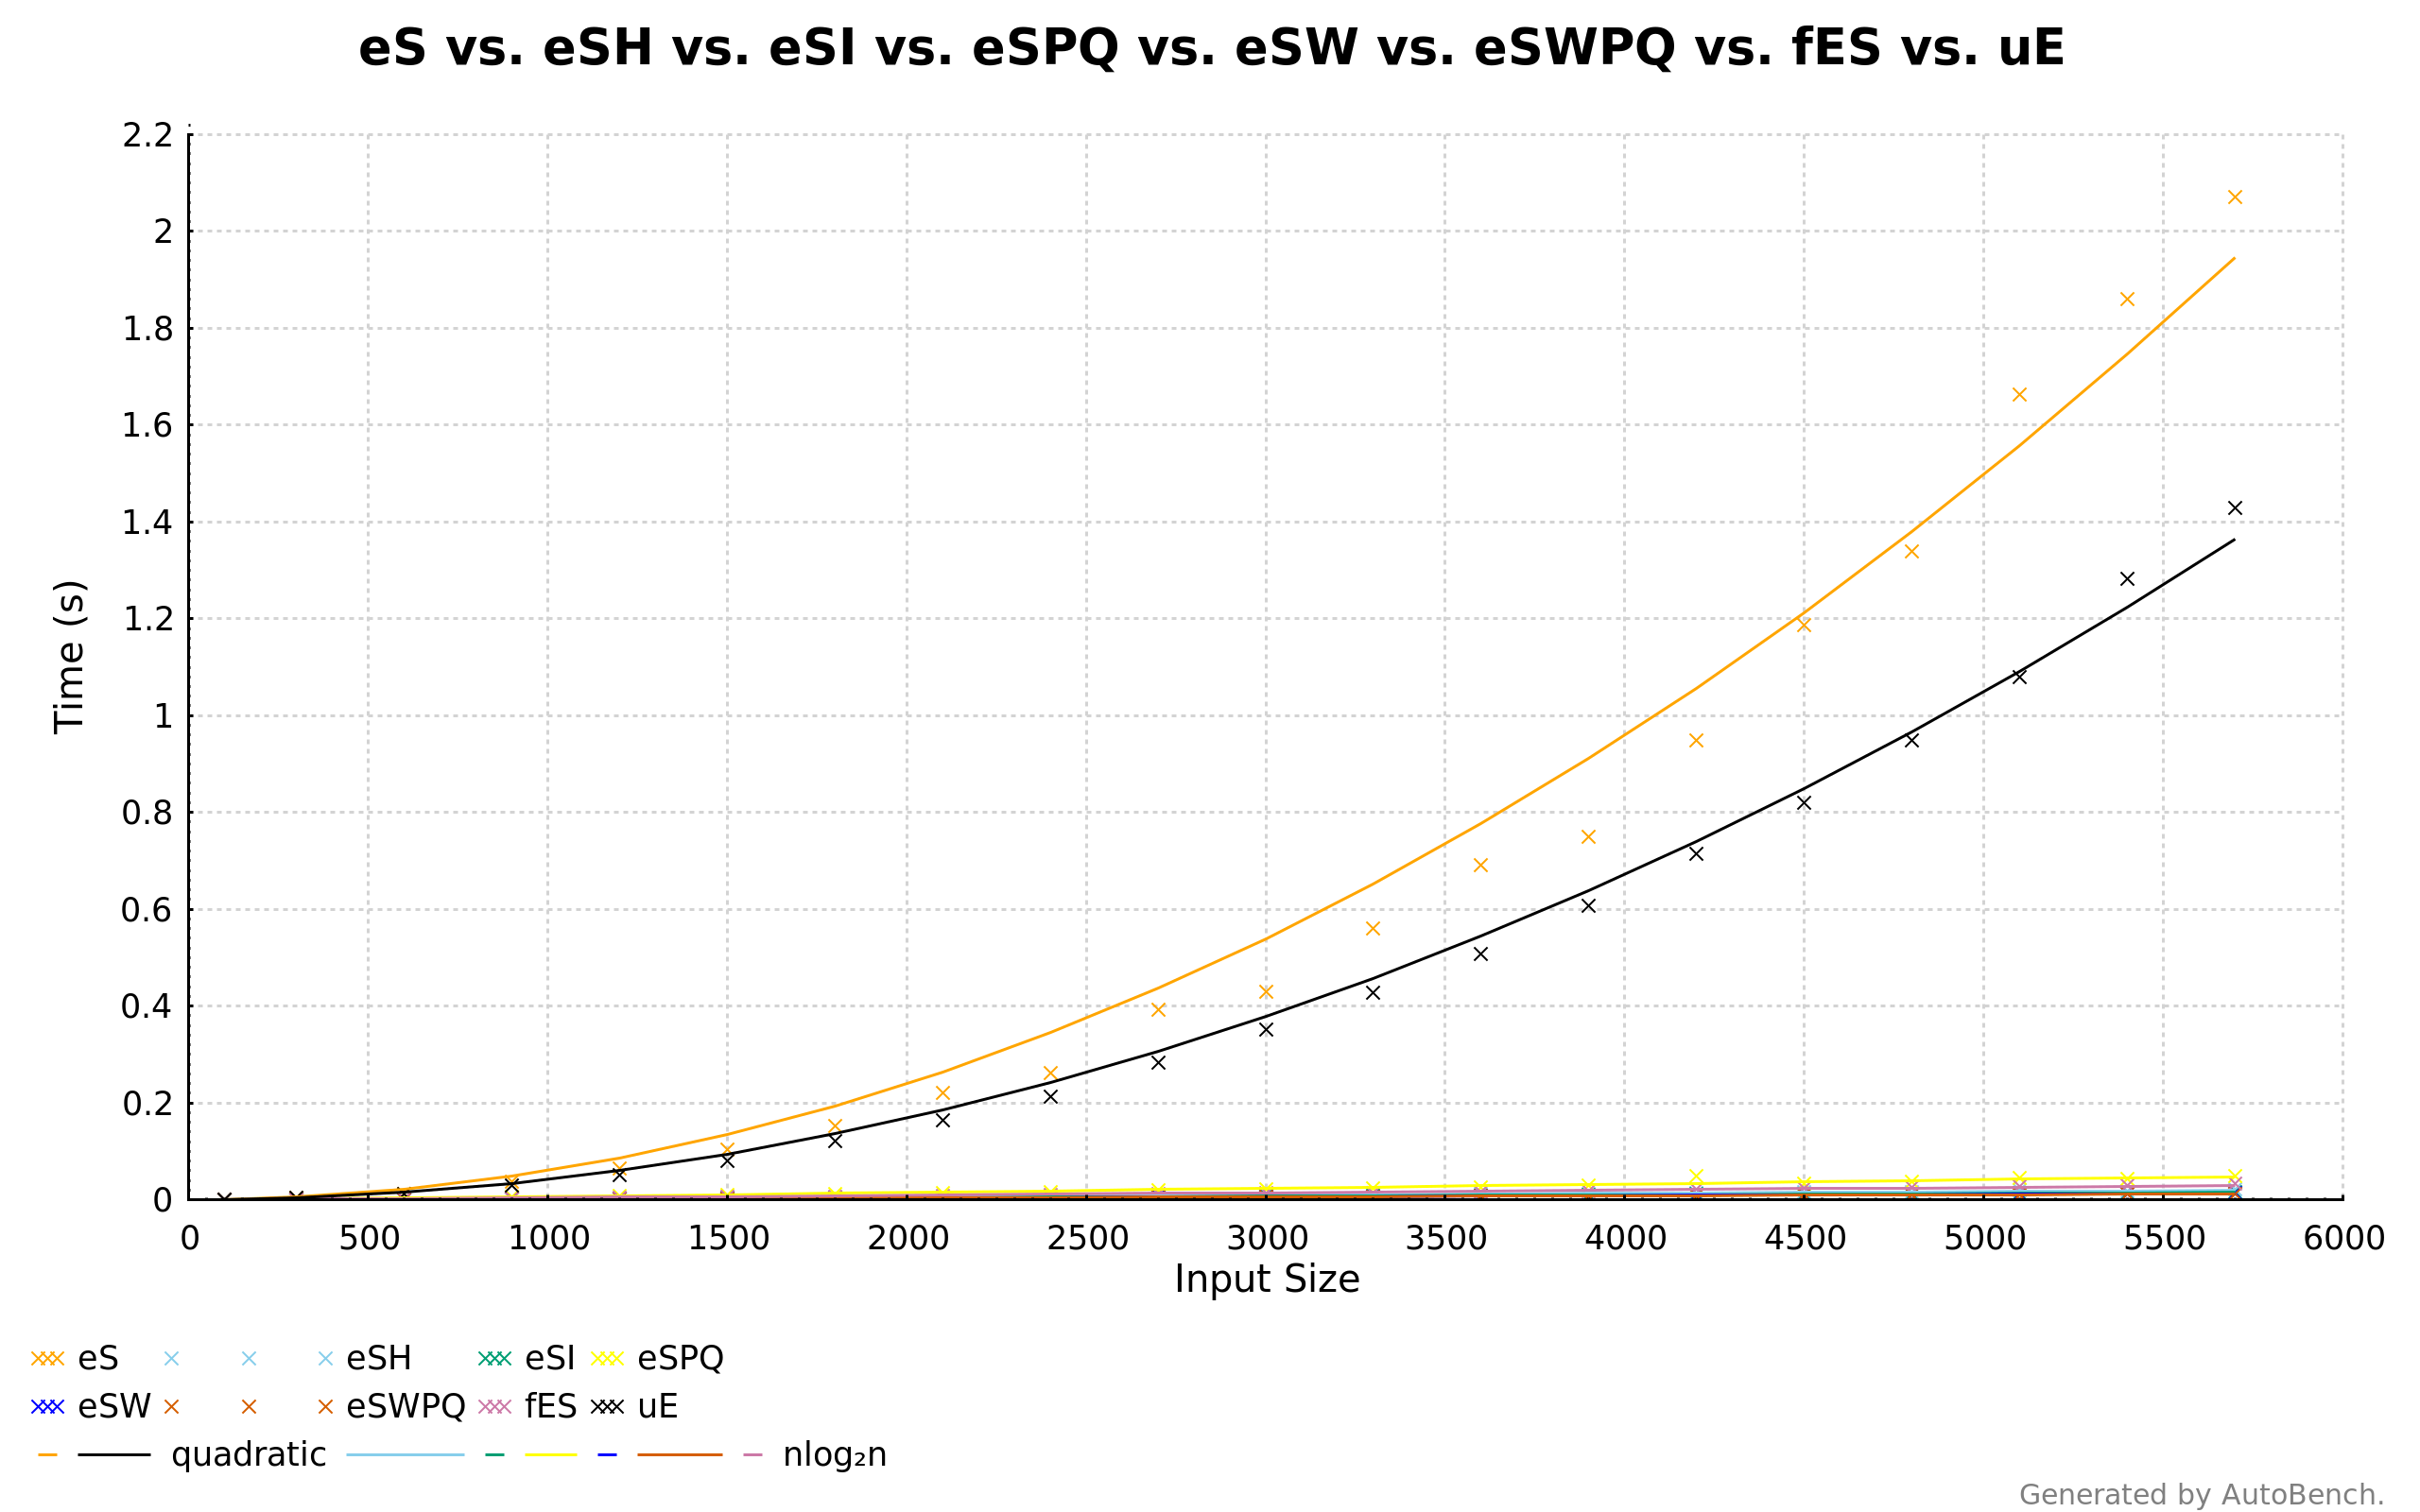 eS vs. eSH vs. eSI vs. eSPQ vs. eSW vs. eSWPQ vs. fES vs. uE
2.2
2
1.8
1.6
1.4
1.2
1
0.8
0.6
0.4
0.2
0
Time (s)
0 500 1000 1500 2000 2500 3000 3500 4000 4500 5000 5500 6000
Input Size
eS eSH eSI eSPQ
eSW eSWPQ fES uE
quadratic nlog₂n
Generated by AutoBench.